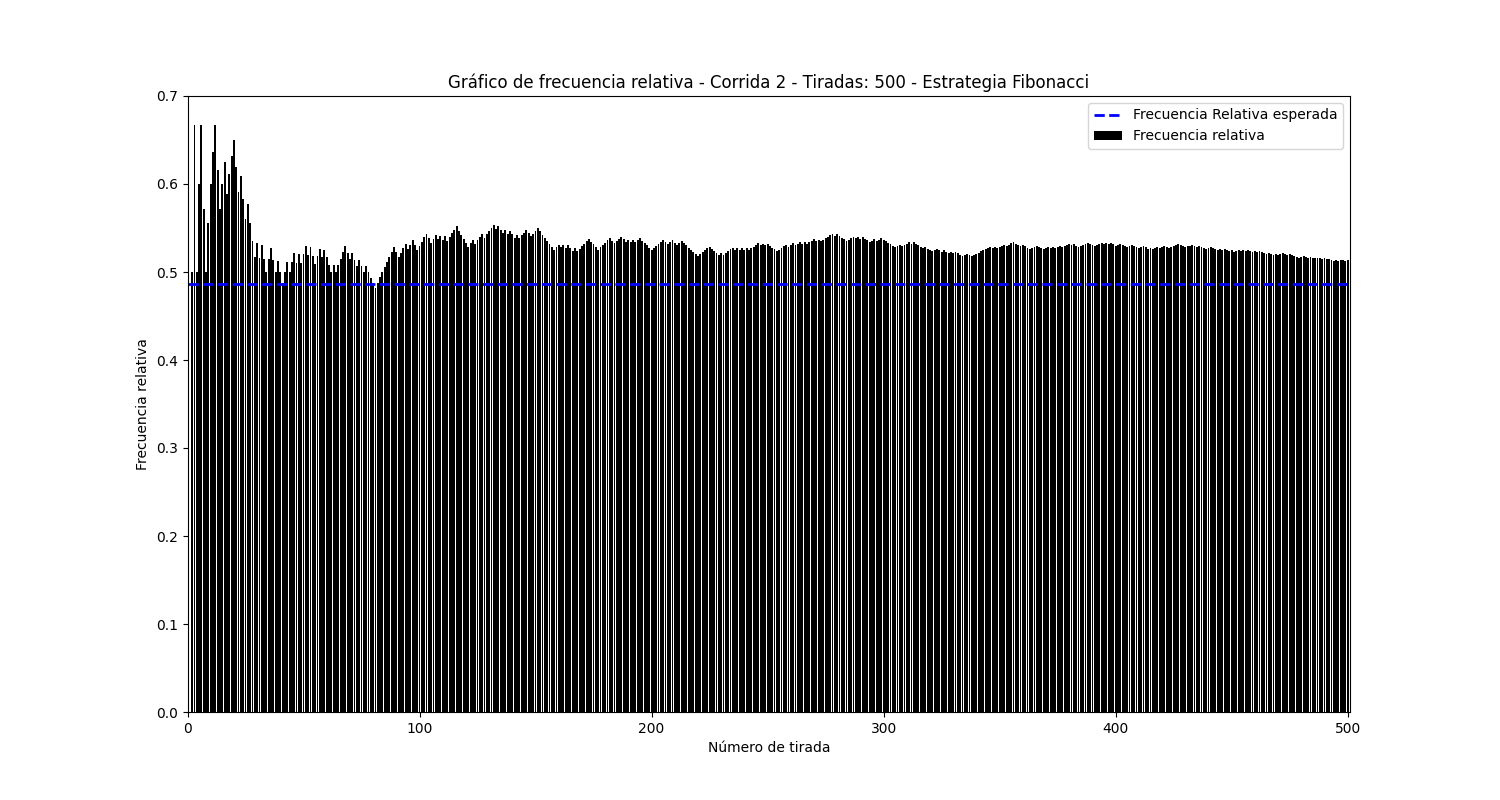 Gráfico de frecuencia relativa - Corrida 2 - Tiradas: 500 - Estrategia Fibonacci
Frecuencia Relativa esperada
Frecuencia relativa
0.7
0.6
0.5
0.4
0.3
0.2
0.1
0.0
Frecuencia relativa
0 100 200 300 400 500
Número de tirada